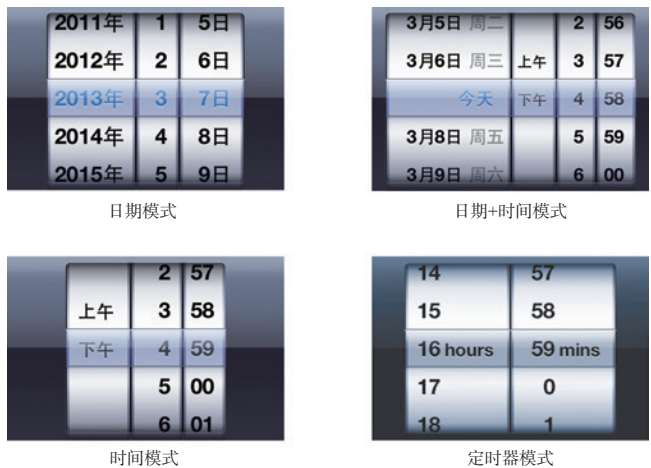 2011年 1 5日
2012年 2 6日
2013年 3 7日
2014年 4 8日
2015年 5 9日
日期模式
3月5日 周二 2 56
3月6日 周三 上午 3 57
今天 下午 4 58
3月8日 周五 5 59
3月9日 周六 6 00
日期+时间模式
2 57
上午 3 58
下午 4 59
5 00
6 01
时间模式
14 57
15 58
16 hours 59 mins
17 0
18 1
定时器模式